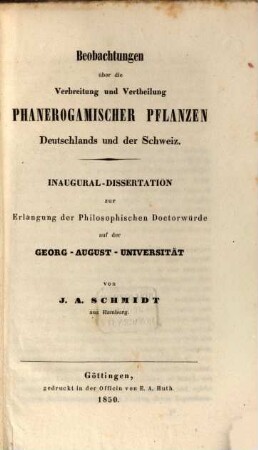 Beobachtungen
über die
Verbreitung und Vertheilung
PHANEROGAMISCHER PFLANZEN
Deutschlands und der Schweiz.
INAUGURAL-DISSERTATION
zur
Erlangung der Philosophischen Doctorwürde
auf der
GEORG-AUGUST-UNIVERSITÄT
von
J. A. SCHMIDT
aus Hamburg.
Göttingen,
gedruckt in der Officin von E. A. Huth.
1850.